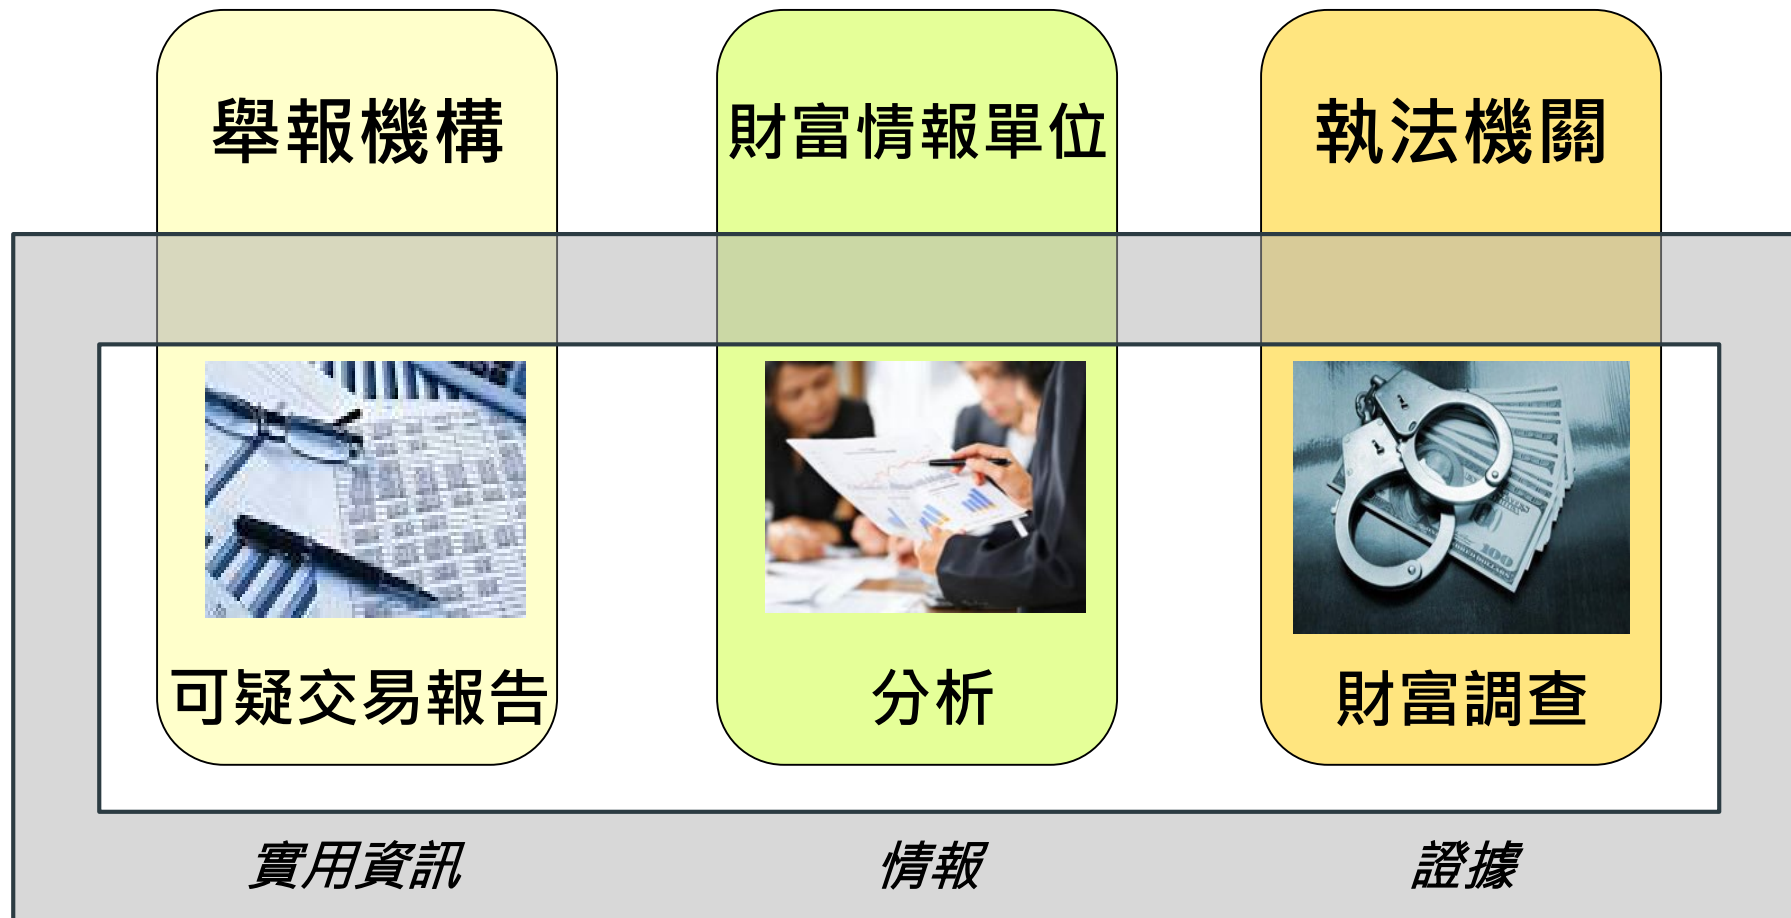 舉報機構
財富情報單位
執法機關
可疑交易報告
分析
財富調查
實用資訊
情報
證據